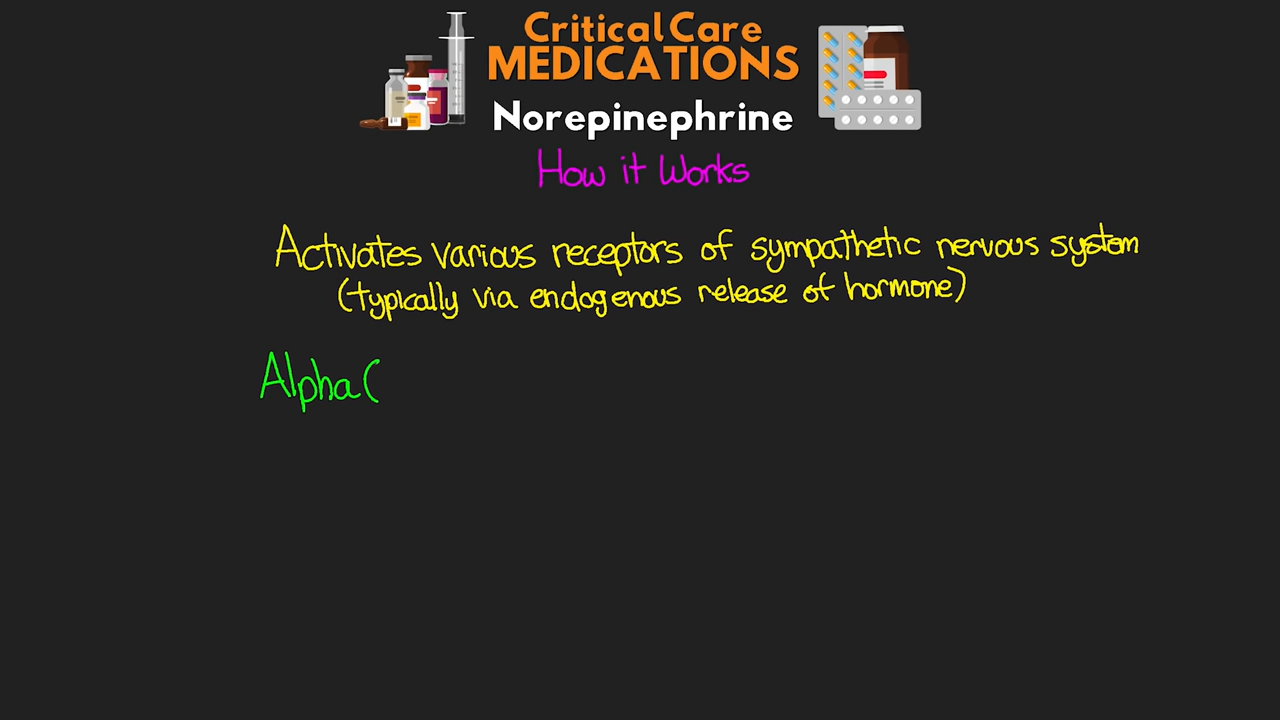 Critical Care
MEDICATIONS
Norepinephrine
How it Works
Activates various receptors of sympathetic nervous system
(typically via endogenous release of hormone)
Alpha (